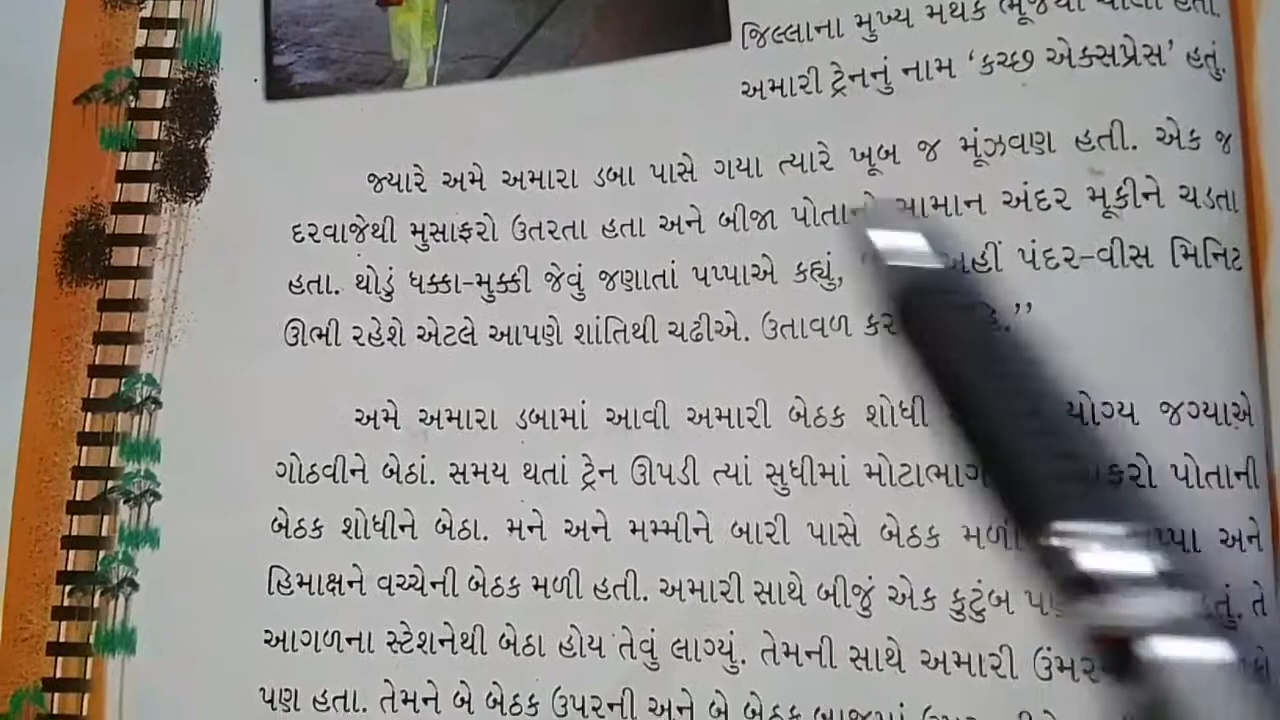 જિલ્લાના મુખ્ય મથક
અમારી ટ્રેનનું નામ ‘કચ્છ એક્સપ્રેસ’ હતું.
જ્યારે અમે અમારા ડબા પાસે ગયા ત્યારે ખૂબ જ મૂંઝવણ હતી. એક જ
દરવાજેથી મુસાફરો ઉતરતા હતા અને બીજા પોતાનો સામાન અંદર મૂકીને ચડતા
હતા. થોડું ધક્કા-મુક્કી જેવું જણાતાં પપ્પાએ કહ્યું, અહીં પંદર-વીસ મિનિટ
ઊભી રહેશે એટલે આપણે શાંતિથી ચઢીએ. ઉતાવળ
અમે અમારા ડબામાં આવી અમારી બેઠક શોધી યોગ્ય જગ્યાએ
ગોઠવીને બેઠાં. સમય થતાં ટ્રેન ઊપડી ત્યાં સુધીમાં પોતાની
બેઠક શોધીને બેઠા. મને અને મમ્મીને બારી પાસે બેઠક અને
હિમાક્ષને વચ્ચેની બેઠક મળી હતી. અમારી સાથે બીજું એક કુટુંબ તે
આગળના સ્ટેશનેથી બેઠા હોય તેવું લાગ્યું. તેમની સાથે અમારી
પણ હતા. તેમને બે બેઠક ઉપરની અને બે બેઠક